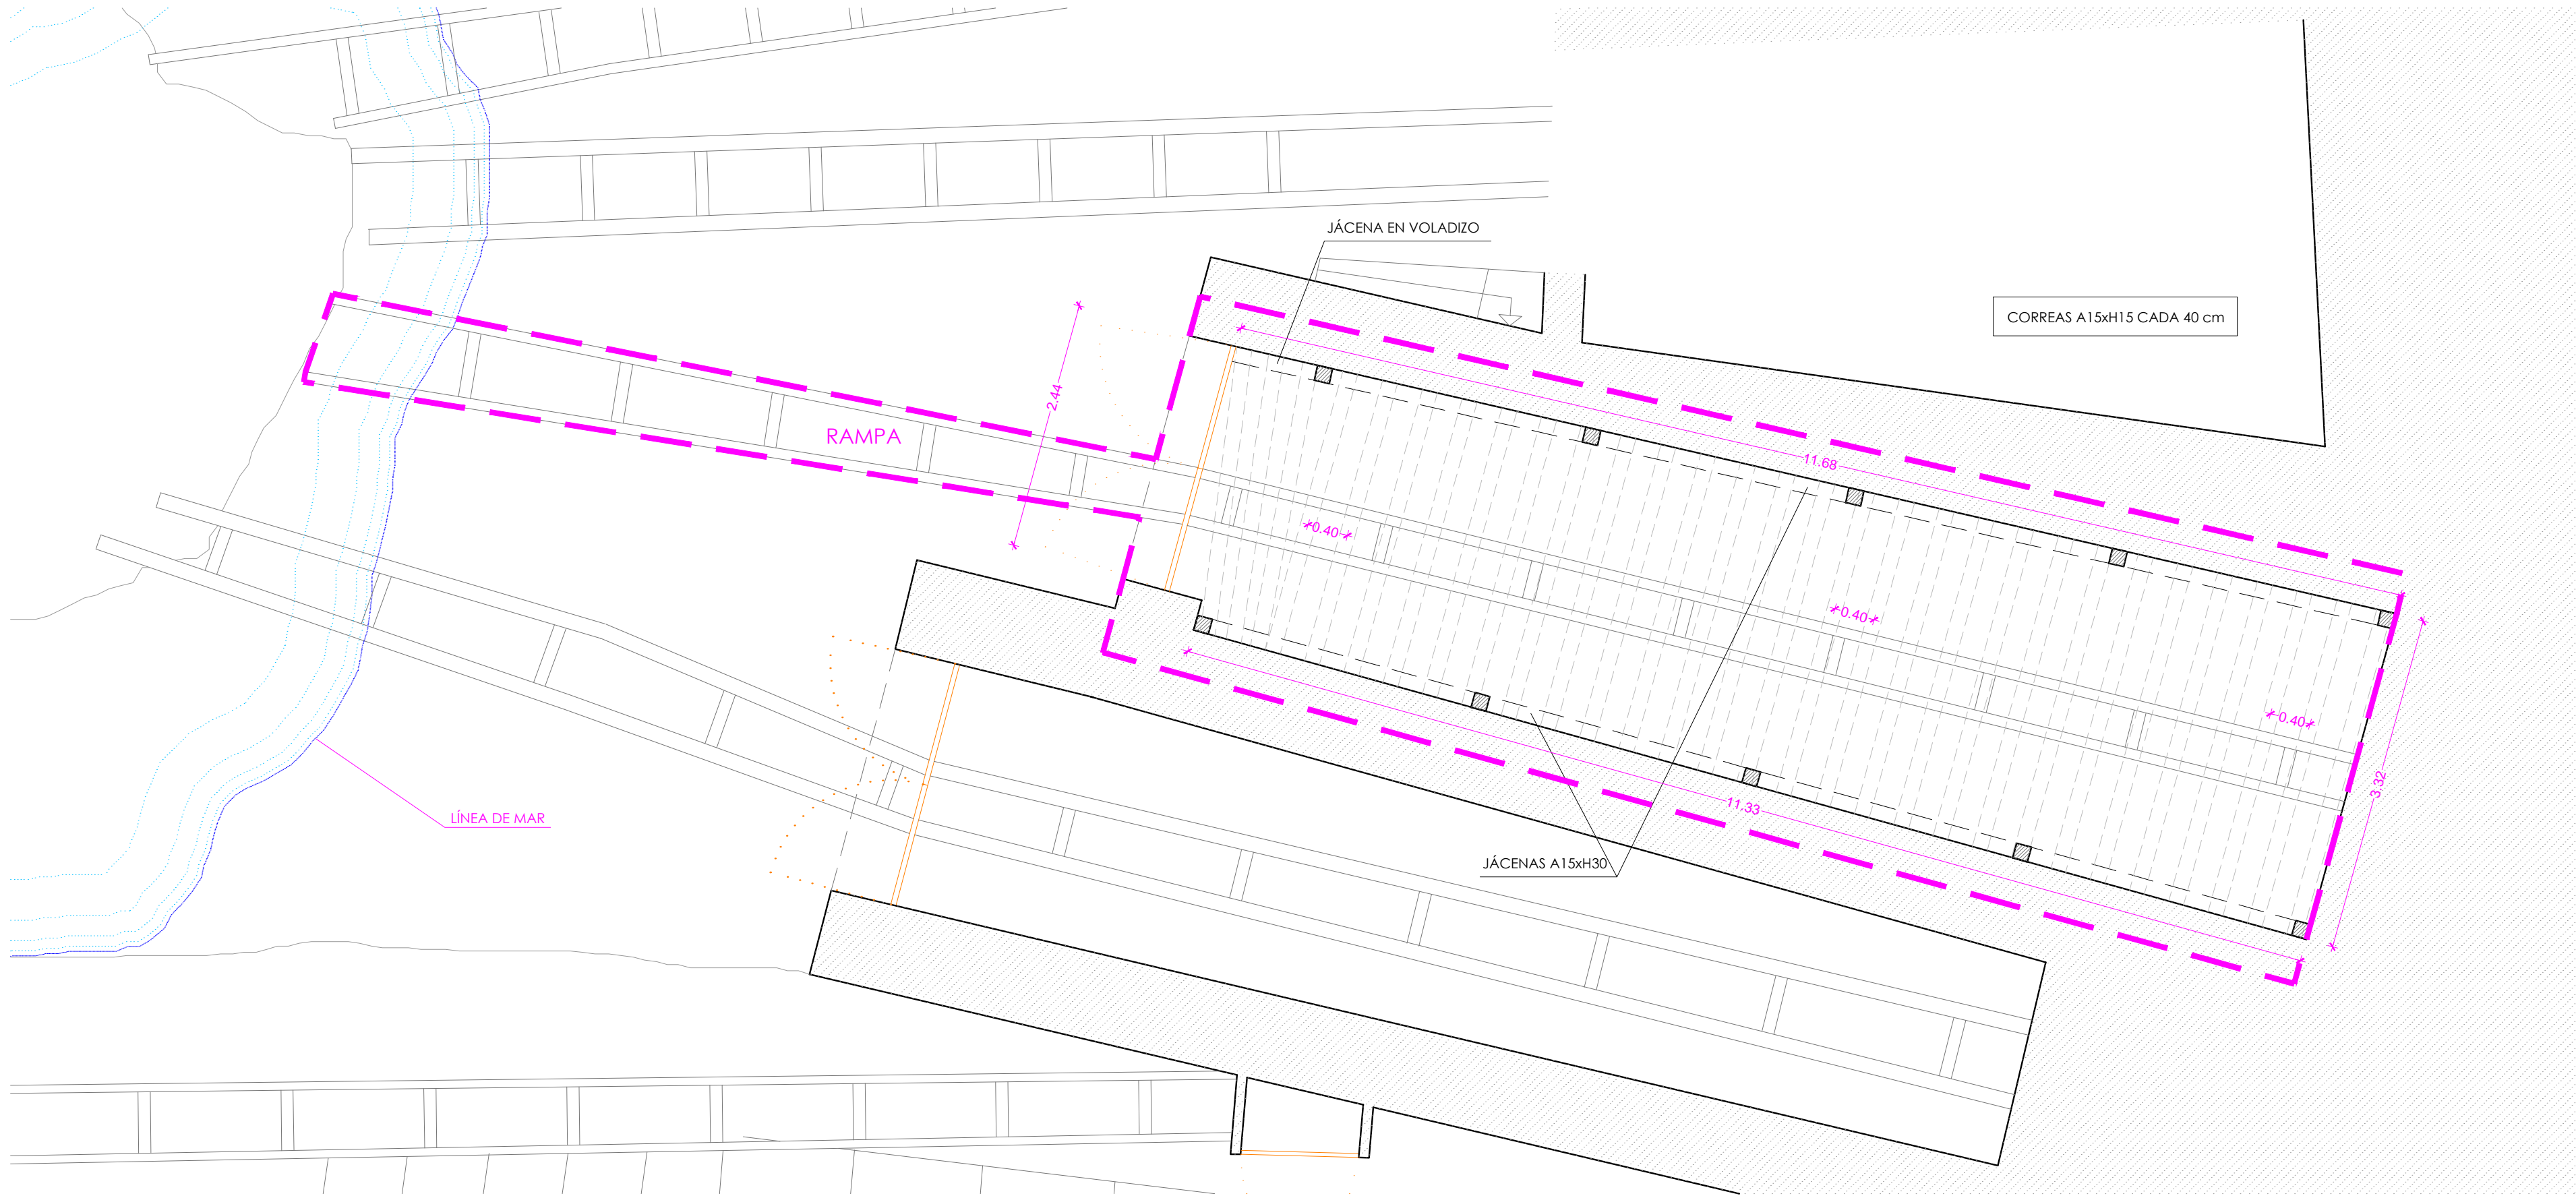 JÁCENA EN VOLADIZO
CORREAS A15xH15 CADA 40 cm
2.44
RAMPA
11.68
0.40
0.40
0.40
3.32
11.33
LÍNEA DE MAR
JÁCENAS A15xH30